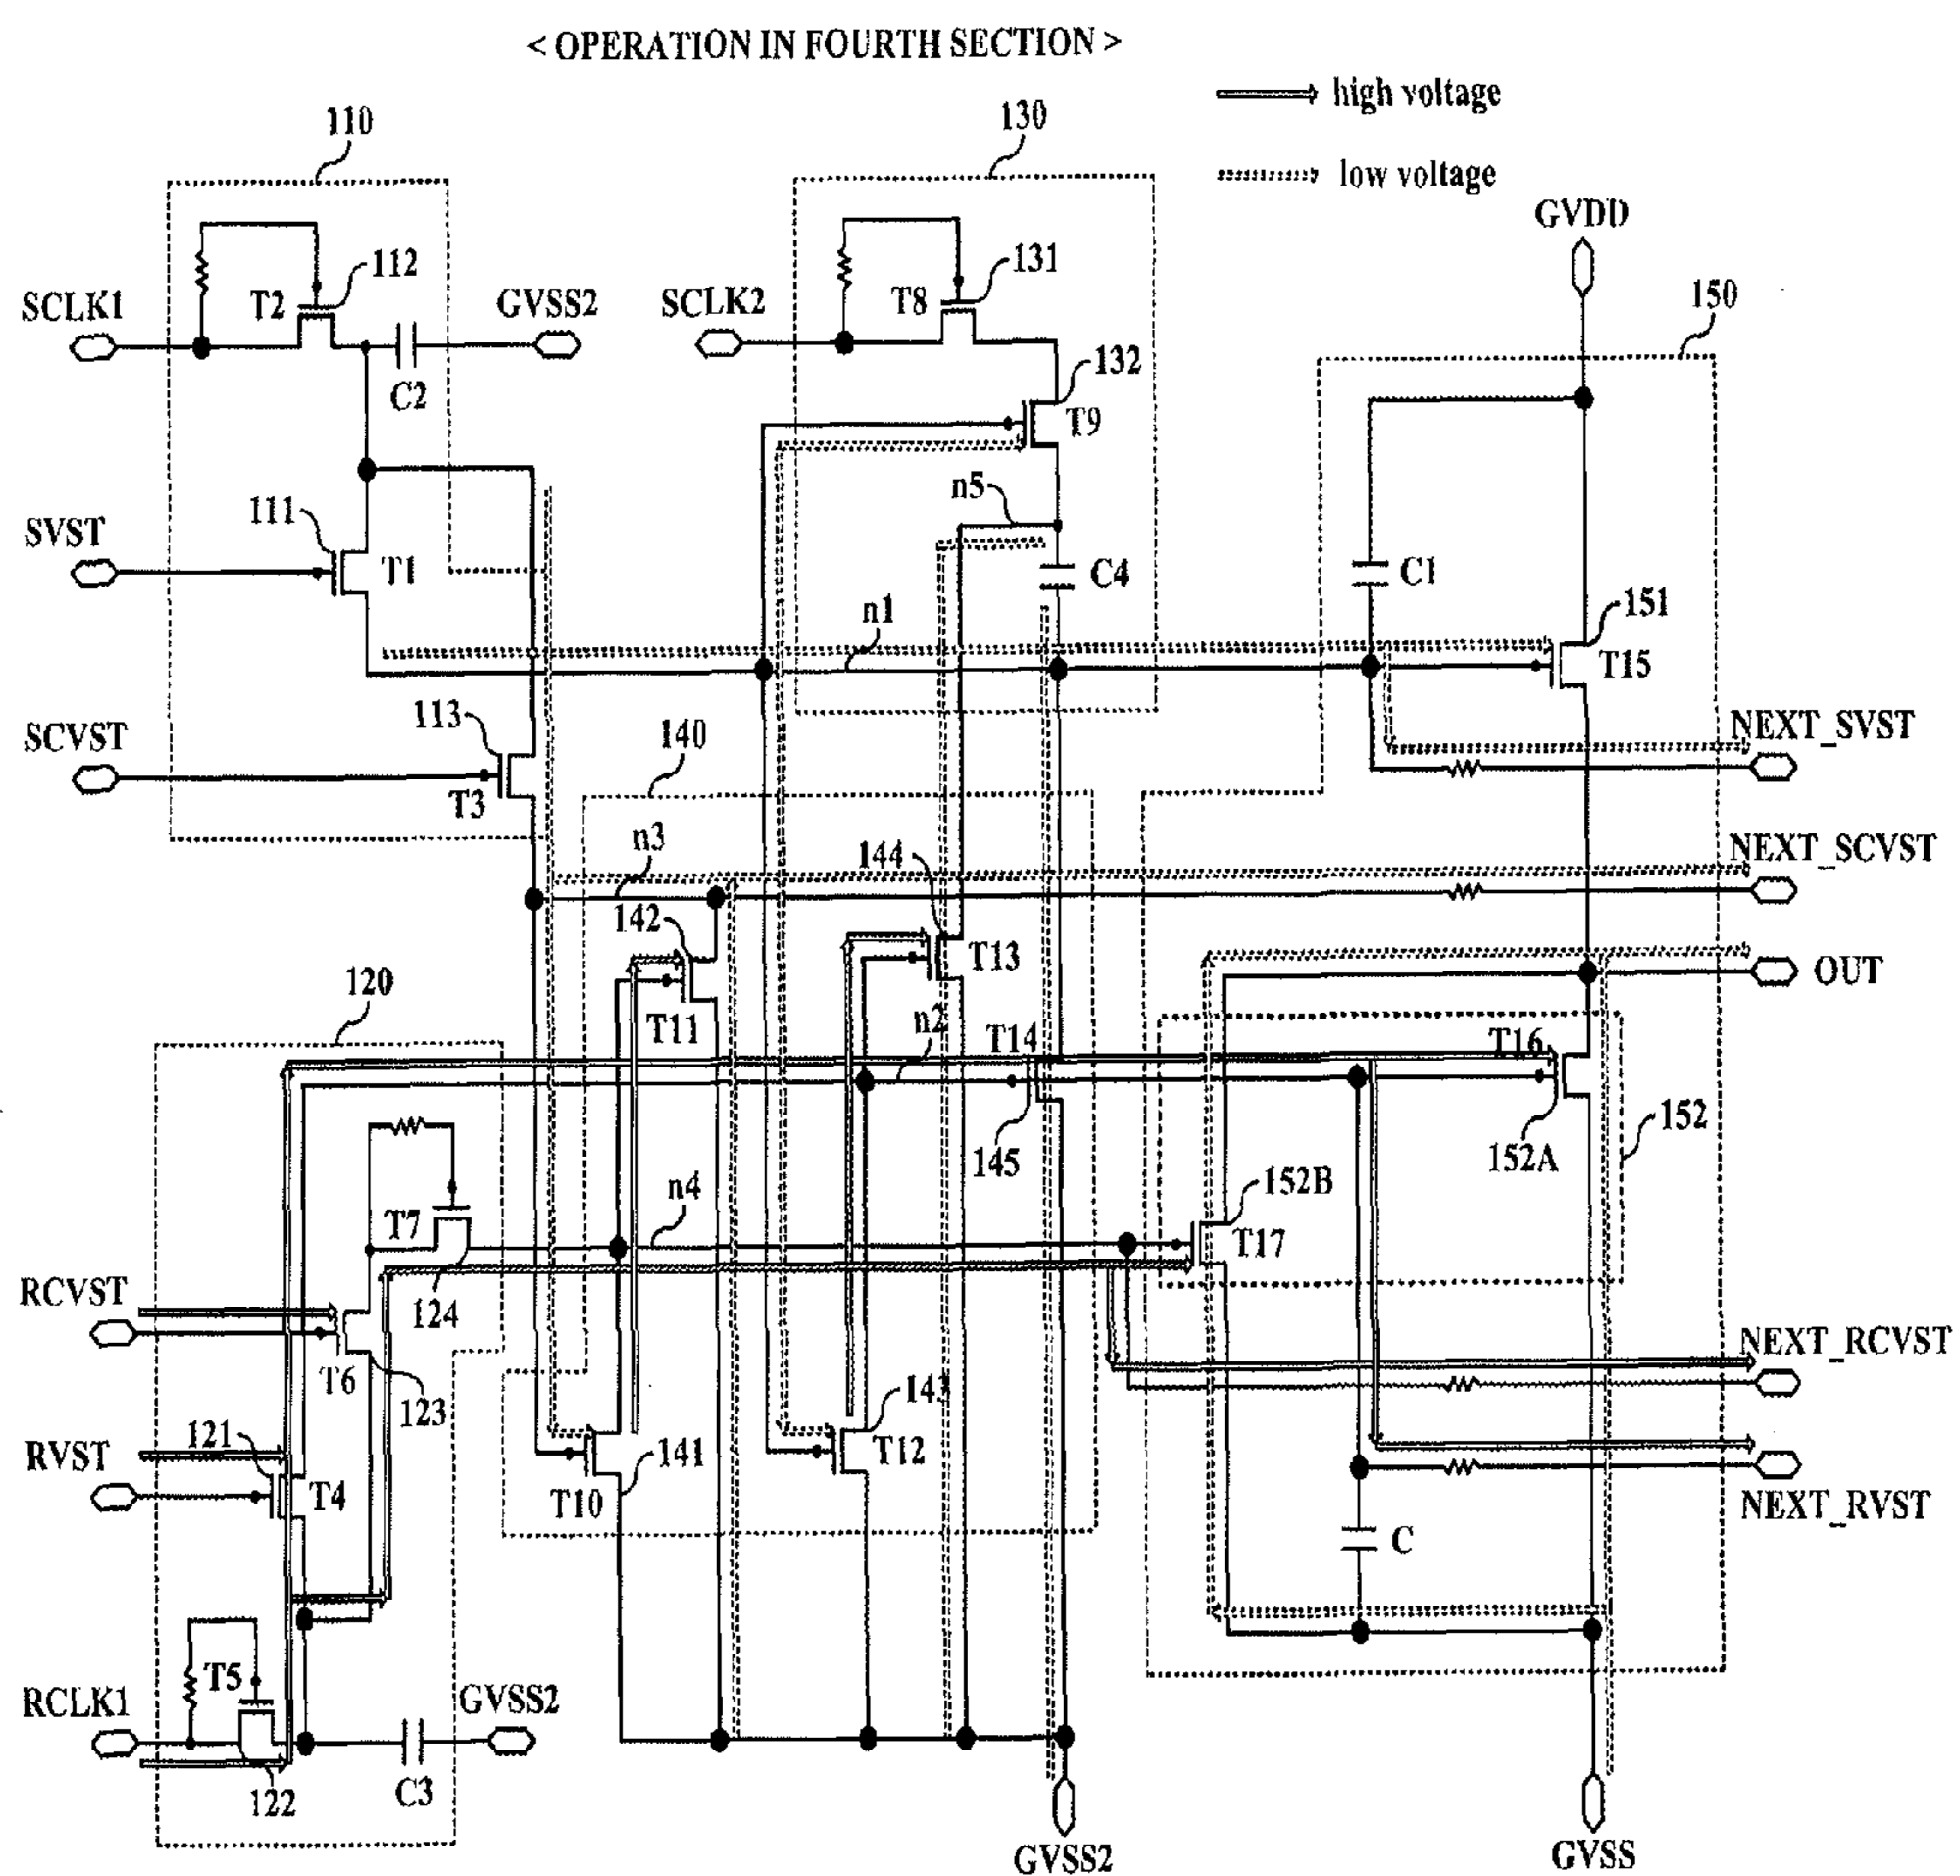 < OPERATION IN FOURTH SECTION >
high voltage
low voltage
110
130
GVDD
150
112
131
SCLK1
T2
GVSS2
SCLK2
T8
C2
132
T9
111
n5
SVST
T1
C4
C1
n1
151
T15
113
140
NEXT_SVST
SCVST
T3
n3
144
NEXT_SCVST
142
120
T13
OUT
T11
n2
T14
T16
152
145
152A
n4
152B
T7
T17
RCVST
124
NEXT_RCVST
T6
123
143
121
RVST
T4
T12
141
T10
NEXT_RVST
C
T5
RCLK1
GVSS2
122
C3
GVSS2
GVSS